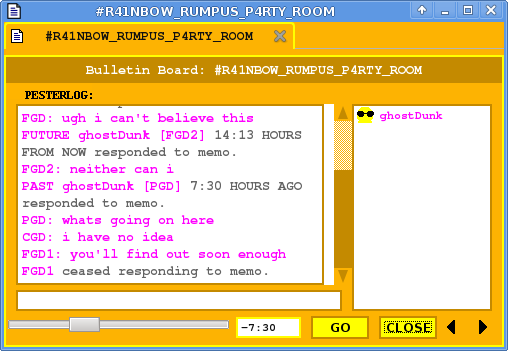 #R41NBOW_RUMPUS_P4RTY_ROOM
#R41NBOW_RUMPUS_P4RTY_ROOM
Bulletin Board: #R41NBOW_RUMPUS_P4RTY_ROOM
PESTERLOG:
FGD: ugh i can't believe this
FUTURE ghostDunk [FGD2] 14:13 HOURS
FROM NOW responded to memo.
FGD2: neither can i
PAST ghostDunk [PGD] 7:30 HOURS AGO
responded to memo.
PGD: whats going on here
CGD: i have no idea
FGD1: you'll find out soon enough
FGD1 ceased responding to memo.
ghostDunk
-7:30
GO
CLOSE